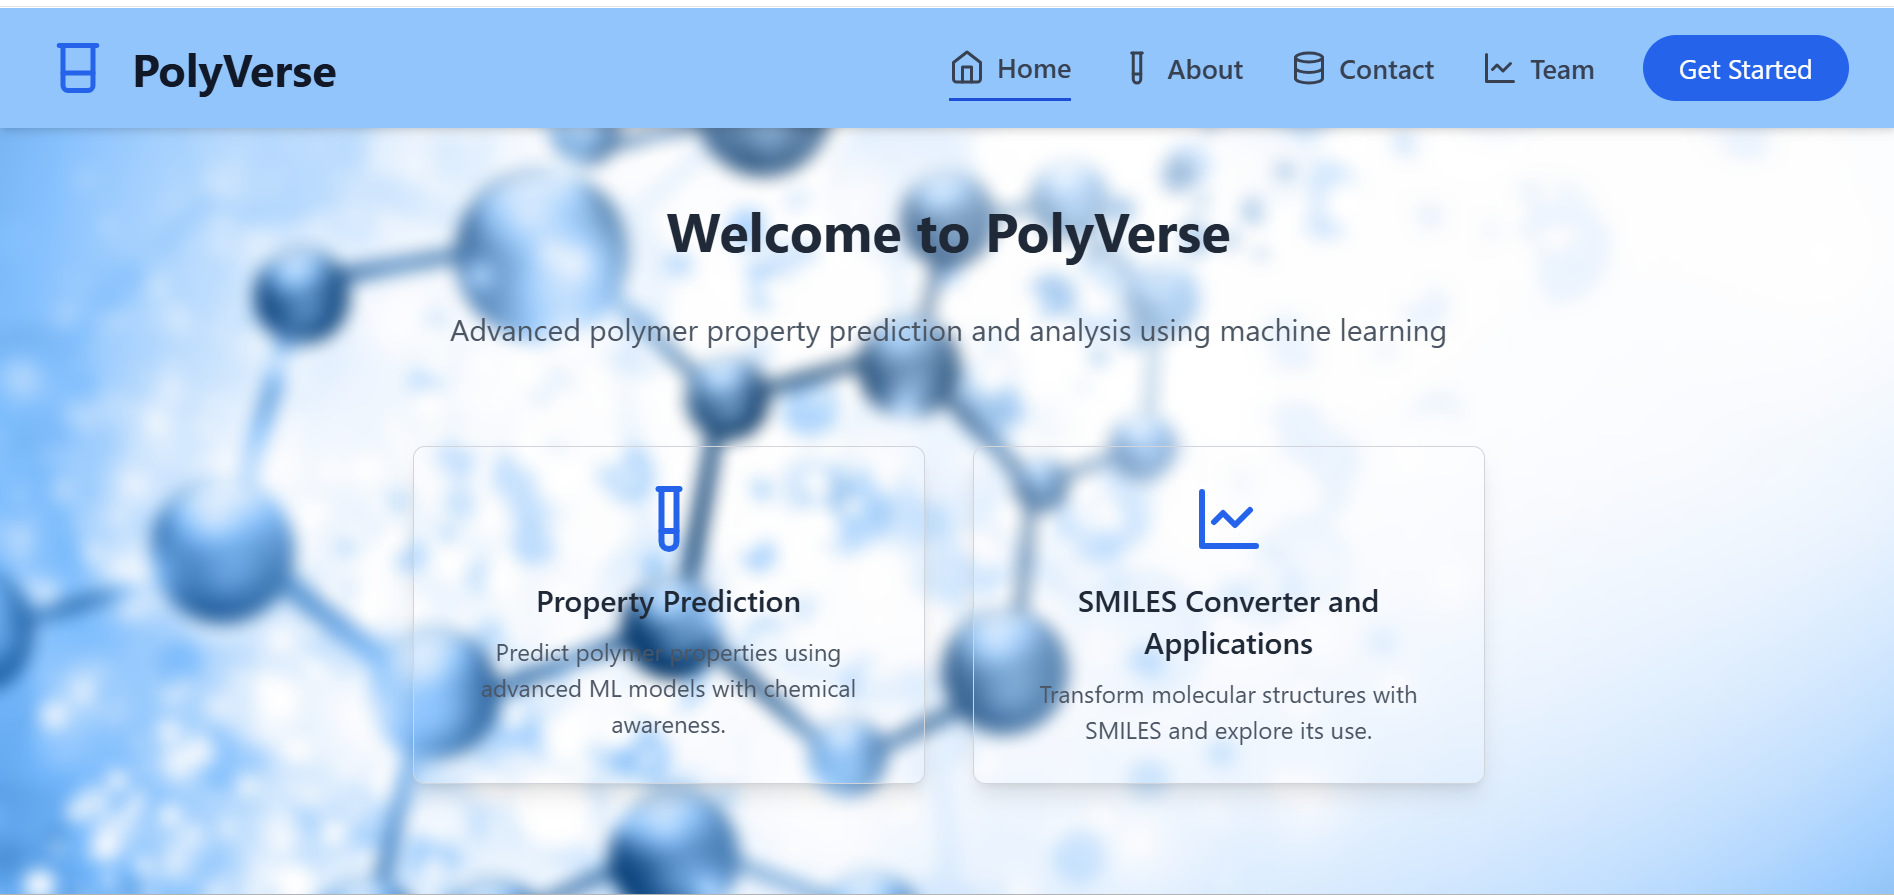 PolyVerse
Home
About
Contact
Team
Get Started
Welcome to PolyVerse
Advanced polymer property prediction and analysis using machine learning
Property Prediction
Predict polymer properties using
advanced ML models with chemical
awareness.
SMILES Converter and
Applications
Transform molecular structures with
SMILES and explore its use.